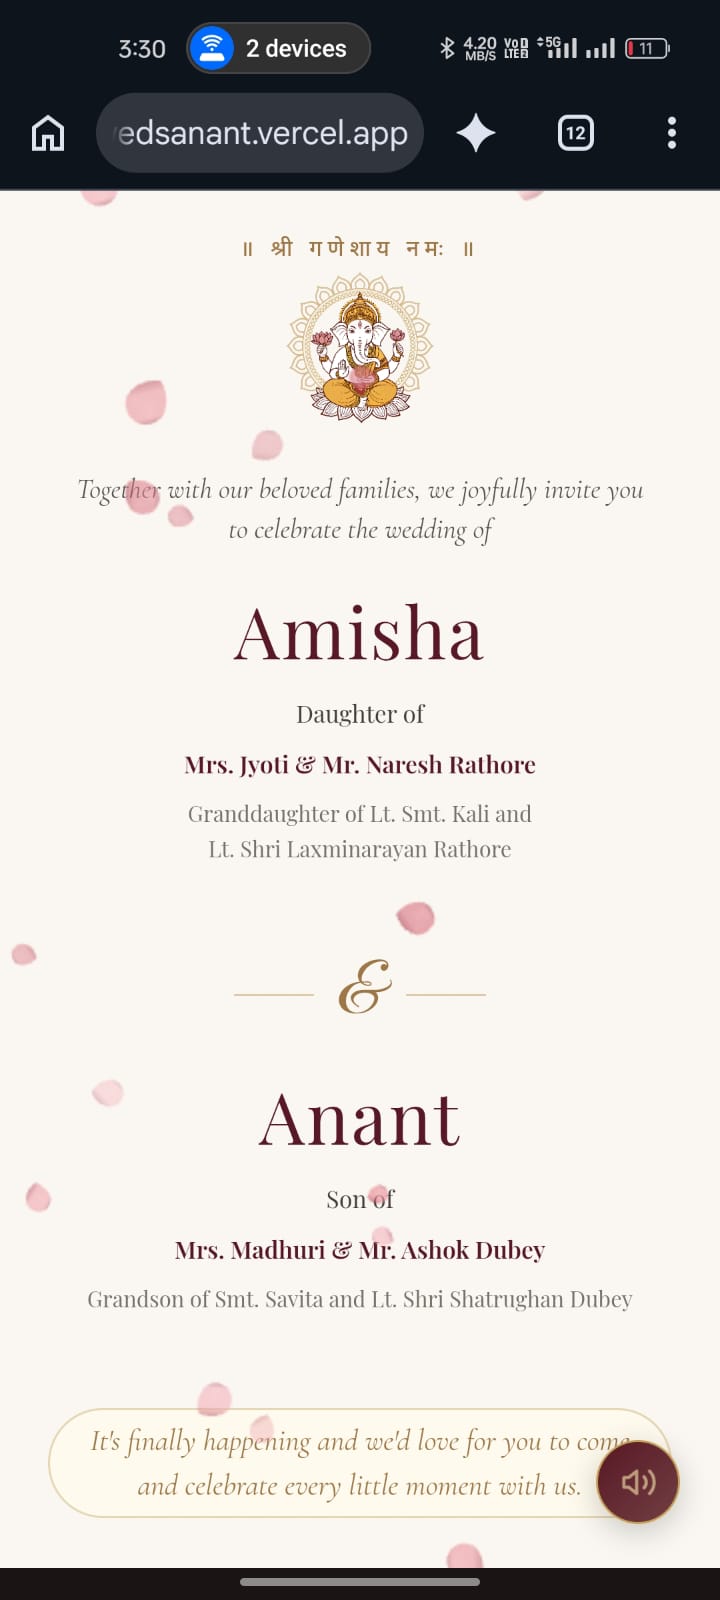 3:30
2 devices
4.20 MB/S
VoD LTE2
5G
11
edsanant.vercel.app
12
॥ श्री गणेशाय नमः ॥
Together with our beloved families, we joyfully invite you
to celebrate the wedding of
Amisha
Daughter of
Mrs. Jyoti & Mr. Naresh Rathore
Granddaughter of Lt. Smt. Kali and
Lt. Shri Laxminarayan Rathore
&
Anant
Son of
Mrs. Madhuri & Mr. Ashok Dubey
Grandson of Smt. Savita and Lt. Shri Shatrughan Dubey
It's finally happening and we'd love for you to come
and celebrate every little moment with us.